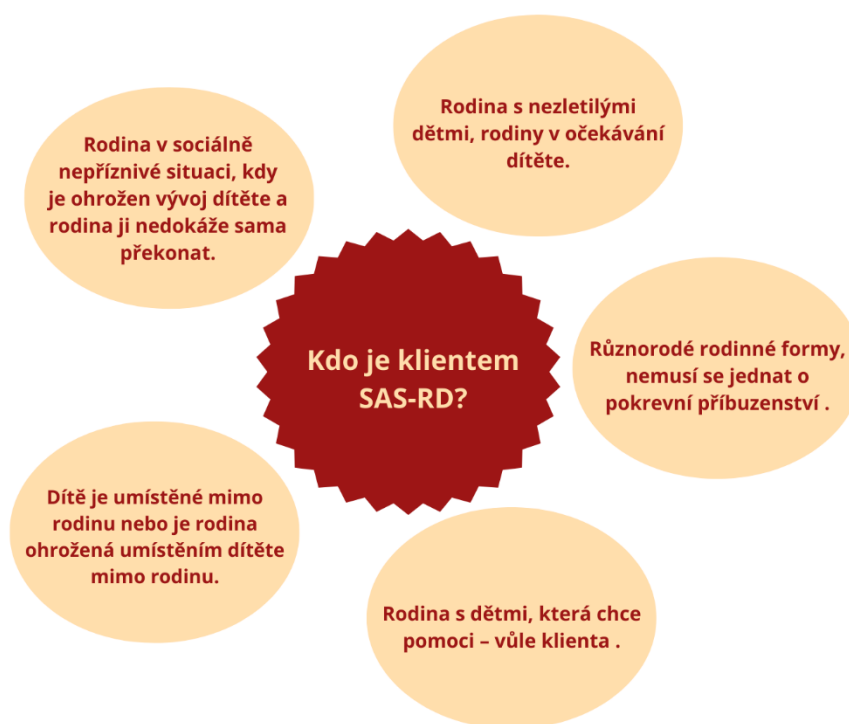 Rodina s nezletilými
dětmi, rodiny v očekávání
dítěte.
Rodina v sociálně
nepříznivé situaci, kdy
je ohrožen vývoj dítěte a
rodina ji nedokáže sama
překonat.
Kdo je klientem
SAS-RD?
Různorodé rodinné formy,
nemusí se jednat o
pokrevní příbuzenství .
Dítě je umístěné mimo
rodinu nebo je rodina
ohrožená umístěním dítěte
mimo rodinu.
Rodina s dětmi, která chce
pomoci – vůle klienta .